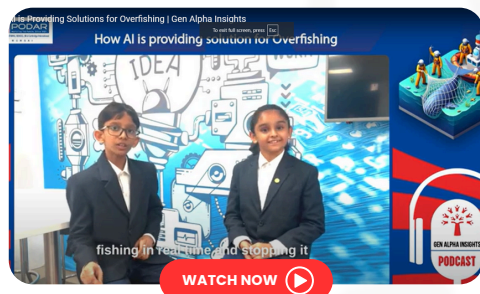 AI is Providing Solutions for Overfishing | Gen Alpha Insights
PODAR
To exit full screen, press Esc
How AI is providing solution for Overfishing
IDEA
fishing in real time and stopping it
GEN ALPHA INSIGHTS
PODCAST
WATCH NOW